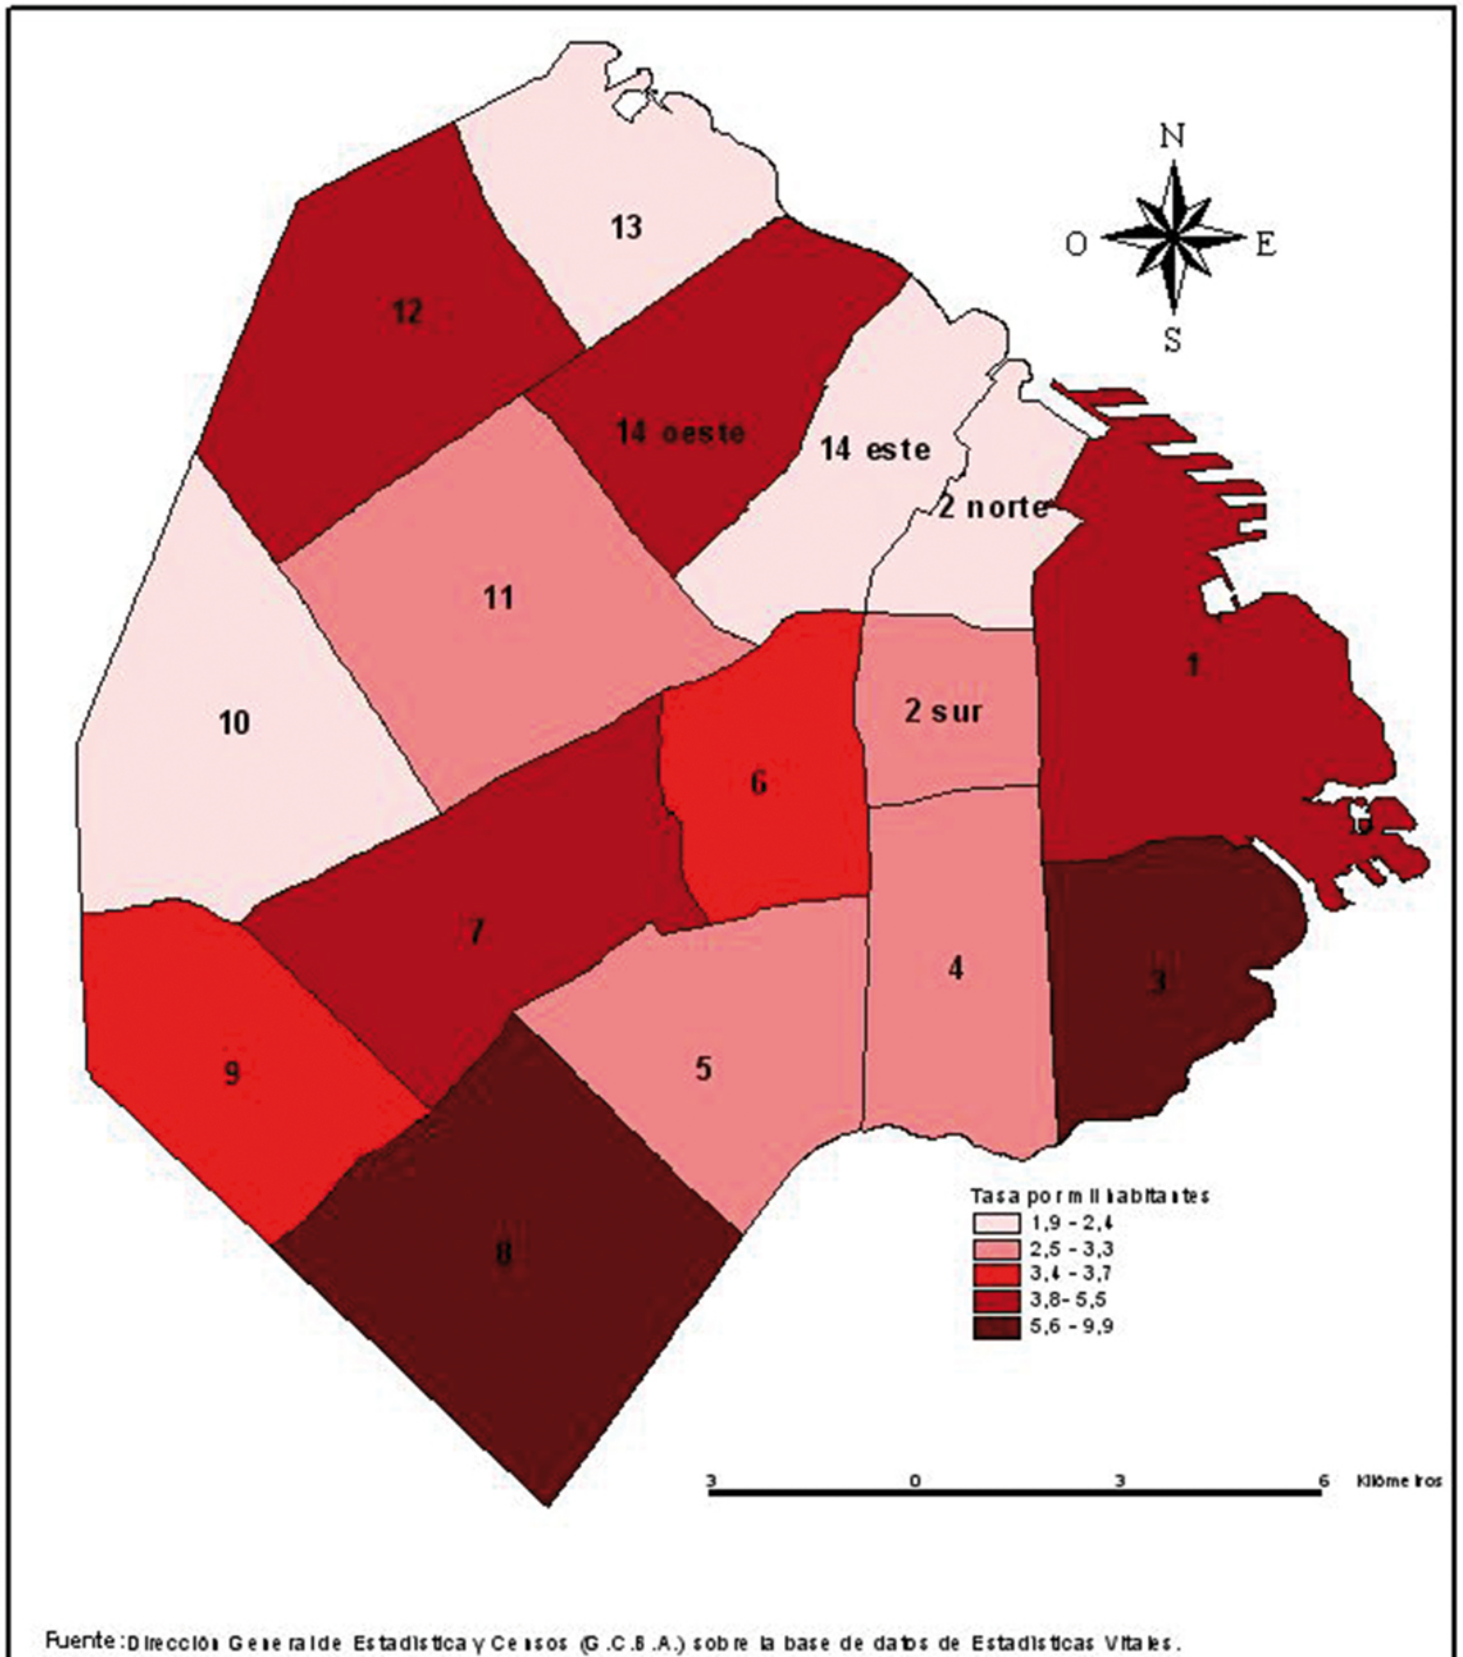 N
O
E
S
13
12
14 oeste
14 este
2 norte
11
1
10
2 sur
6
7
4
3
9
5
8
Tasa por mil habitantes
1,9 - 2,4
2,5 - 3,3
3,4 - 3,7
3,8- 5,5
5,6 - 9,9
3 0 3 6 Kilómetros
Fuente: Dirección General de Estadística y Censos (G.C.B.A.) sobre la base de datos de Estadísticas Vitales.